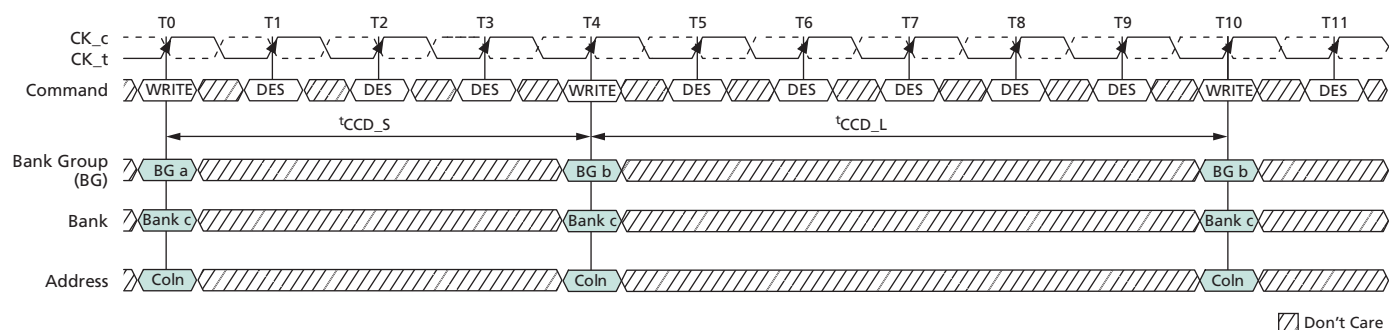 T0 T1 T2 T3 T4 T5 T6 T7 T8 T9 T10 T11
CK_c
CK_t
Command WRITE DES DES DES WRITE DES DES DES DES DES WRITE DES
tCCD_S tCCD_L
Bank Group
(BG) BG a BG b BG b
Bank Bank c Bank c Bank c
Address Coln Coln Coln
Don't Care